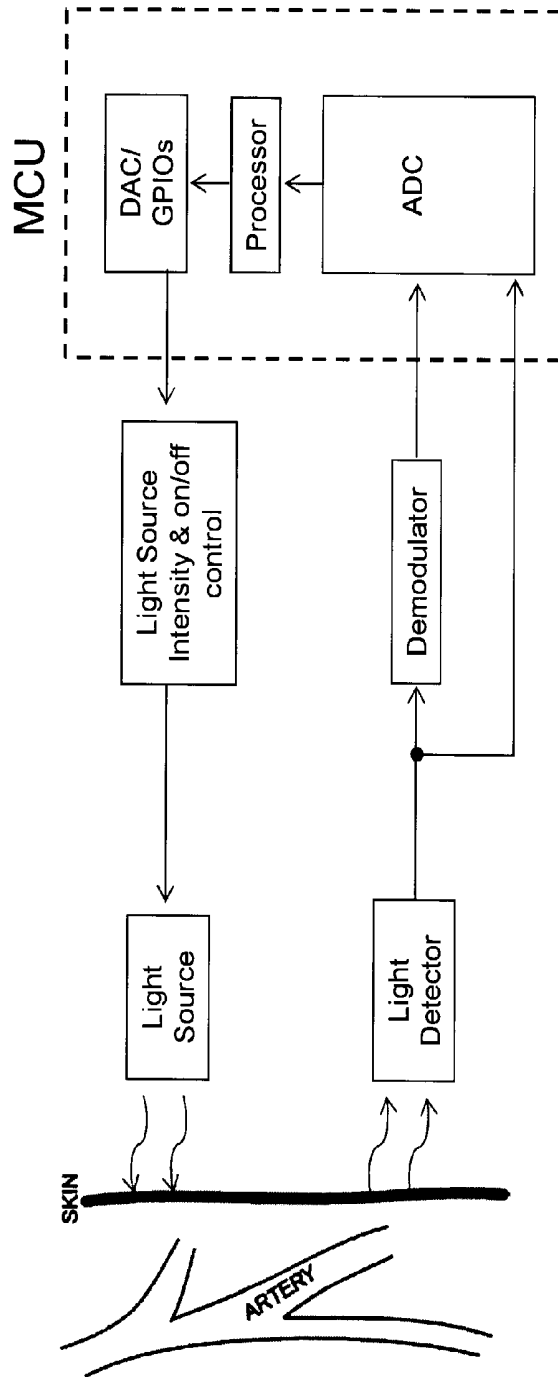 MCU
DAC/
GPIOs
Processor
ADC
Light Source
Intensity & on/off
control
Demodulator
Light
Source
Light
Detector
SKIN
ARTERY